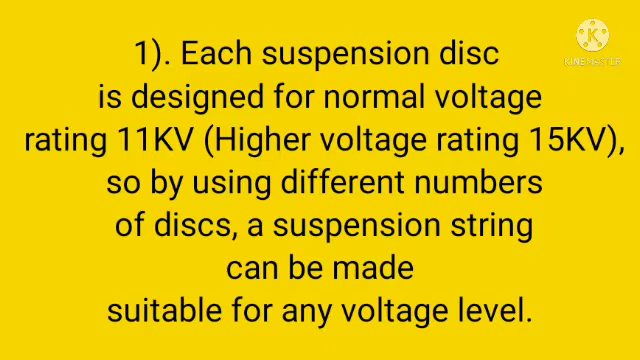 1). Each suspension disc
is designed for normal voltage
rating 11KV (Higher voltage rating 15KV),
so by using different numbers
of discs, a suspension string
can be made
suitable for any voltage level.
K
KINEMASTER